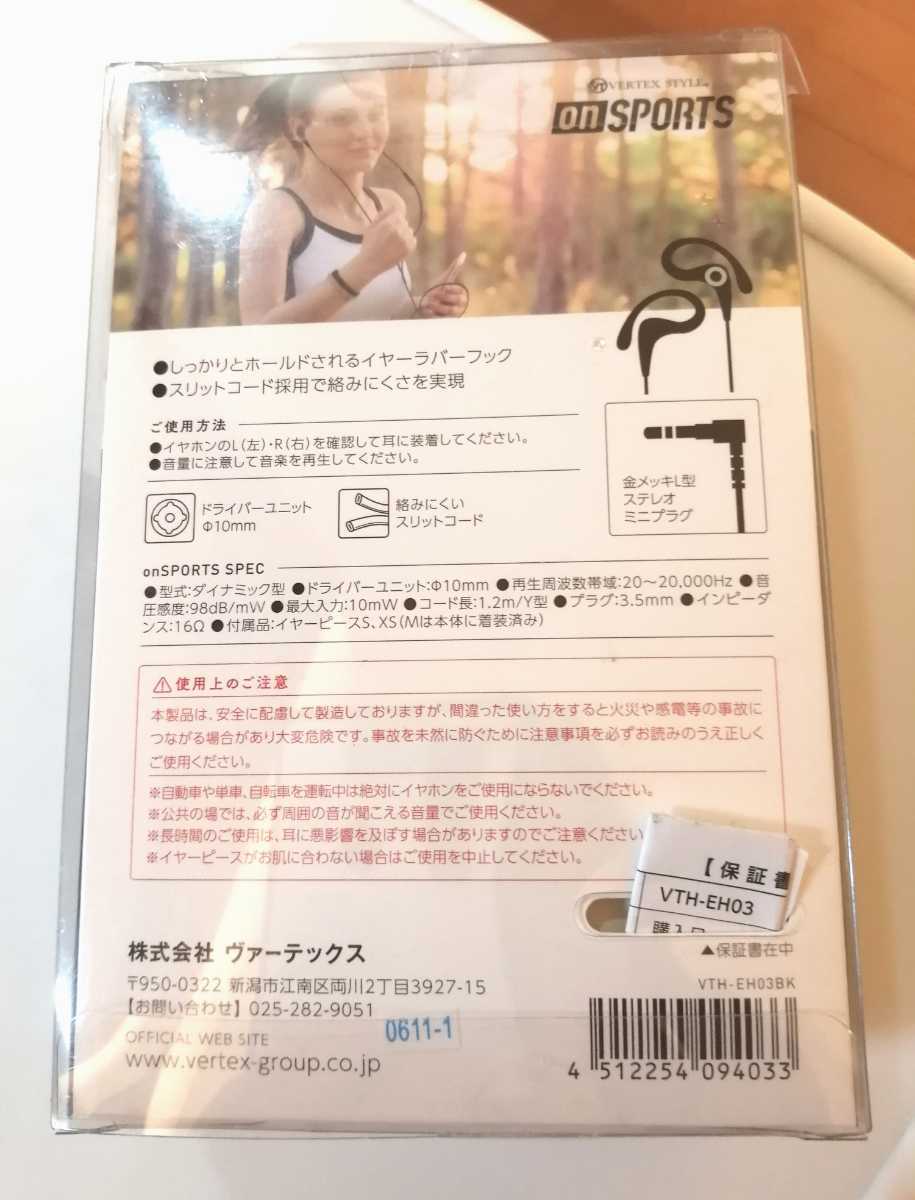 VERTEX STYLE
onSPORTS
●しっかりとホールドされるイヤーラバーフック
●スリットコード採用で絡みにくさを実現
ご使用方法
●イヤホンのL(左)・R(右)を確認して耳に装着してください。
●音量に注意して音楽を再生してください。
ドライバーユニット
Φ10mm
絡みにくい
スリットコード
金メッキL型
ステレオ
ミニプラグ
onSPORTS SPEC
●型式:ダイナミック型 ●ドライバーユニット:Φ10mm ●再生周波数帯域:20〜20,000Hz ●音
圧感度:98dB/mW ●最大入力:10mW ●コード長:1.2m/Y型 ●プラグ:3.5mm ●インピーダ
ンス:16Ω ●付属品:イヤーピースS、XS(Mは本体に着装済み)
⚠使用上のご注意
本製品は、安全に配慮して製造しておりますが、間違った使い方をすると火災や感電等の事故に
つながる場合があり大変危険です。事故を未然に防ぐために注意事項を必ずお読みのうえ正しく
ご使用ください。
※自動車や単車、自転車を運転中は絶対にイヤホンをご使用にならないでください。
※公共の場では、必ず周囲の音が聞こえる音量でご使用ください。
※長時間のご使用は、耳に悪影響を及ぼす場合がありますのでご注意ください
※イヤーピースがお肌に合わない場合はご使用を中止してください。
【保証書
VTH-EH03
購入日
▲保証書在中
株式会社 ヴァーテックス
〒950-0322 新潟市江南区両川2丁目3927-15
【お問い合わせ】025-282-9051
OFFICIAL WEB SITE
www.vertex-group.co.jp
0611-1
VTH-EH03BK
4 512254 094033